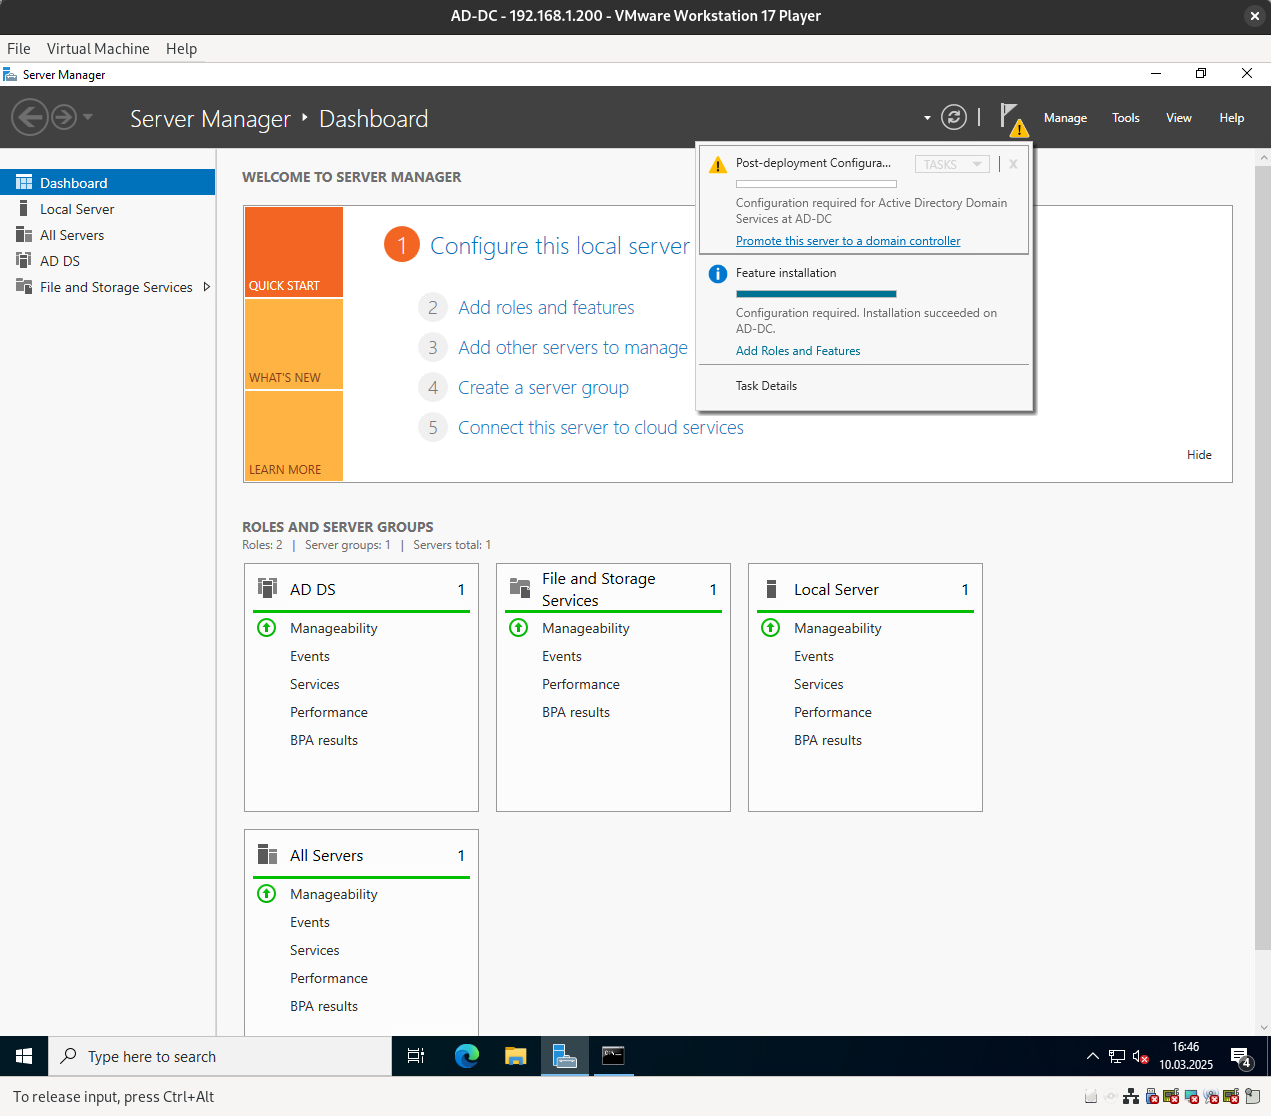 AD-DC - 192.168.1.200 - VMware Workstation 17 Player
File Virtual Machine Help
Server Manager
Server Manager Dashboard
Manage Tools View Help
Dashboard
Local Server
All Servers
AD DS
File and Storage Services
WELCOME TO SERVER MANAGER
QUICK START
WHAT'S NEW
LEARN MORE
1 Configure this local server
2 Add roles and features
3 Add other servers to manage
4 Create a server group
5 Connect this server to cloud services
Hide
Post-deployment Configura... TASKS X
Configuration required for Active Directory Domain
Services at AD-DC
Promote this server to a domain controller
Feature installation
Configuration required. Installation succeeded on
AD-DC.
Add Roles and Features
Task Details
ROLES AND SERVER GROUPS
Roles: 2 | Server groups: 1 | Servers total: 1
AD DS 1
Manageability
Events
Services
Performance
BPA results
File and Storage
Services 1
Manageability
Events
Performance
BPA results
Local Server 1
Manageability
Events
Services
Performance
BPA results
All Servers 1
Manageability
Events
Services
Performance
BPA results
Type here to search
16:46
10.03.2025
4
To release input, press Ctrl+Alt